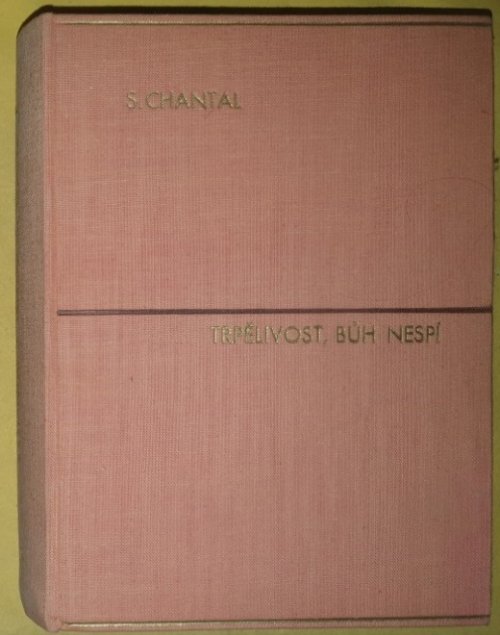 S. CHANTAL
TRPĚLIVOST, BŮH NESPÍ